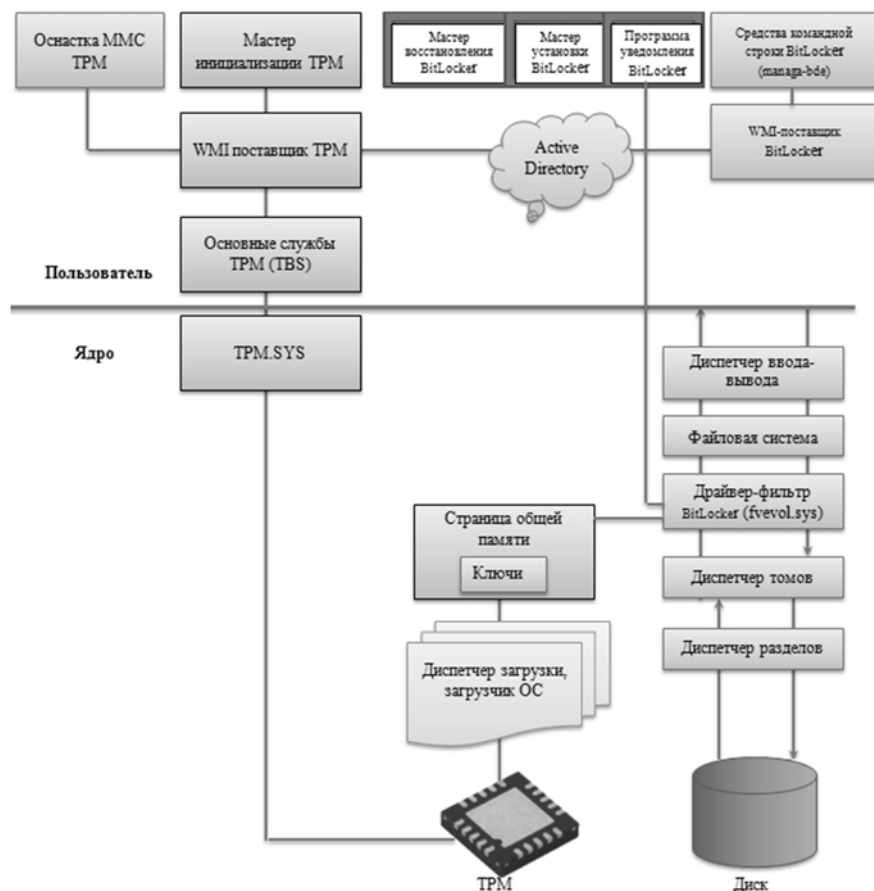 Оснастка MMC
TPM
Мастер
инициализации TPM
Мастер
восстановления
BitLocker
Мастер
установки
BitLocker
Программа
уведомления
BitLocker
Средства командной
строки BitLocker
(managa-bde)
WMI поставщик TPM
Active
Directory
WMI-поставщик
BitLocker
Основные службы
TPM (TBS)
Пользователь
Ядро
TPM.SYS
Диспетчер ввода-
вывода
Файловая система
Драйвер-фильтр
BitLocker (fvevol.sys)
Страница общей
памяти
Ключи
Диспетчер томов
Диспетчер загрузки,
загрузчик ОС
Диспетчер разделов
TPM
Диск